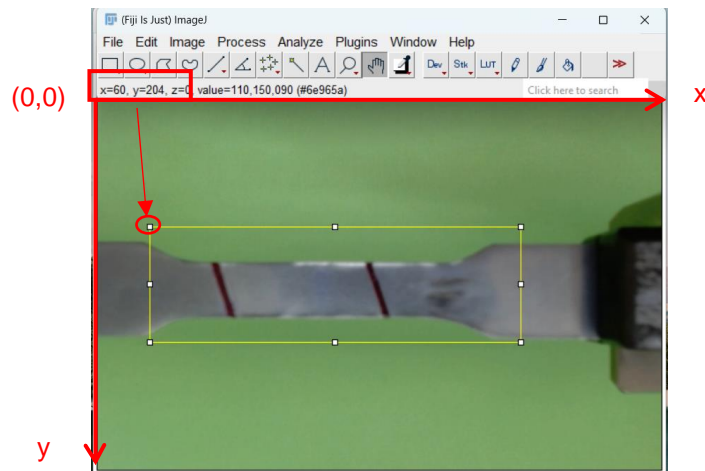 (Fiji Is Just) ImageJ
File Edit Image Process Analyze Plugins Window Help
Dev Stk LUT
x=60, y=204, z=0, value=110,150,090 (#6e965a)
Click here to search
(0,0)
x
y